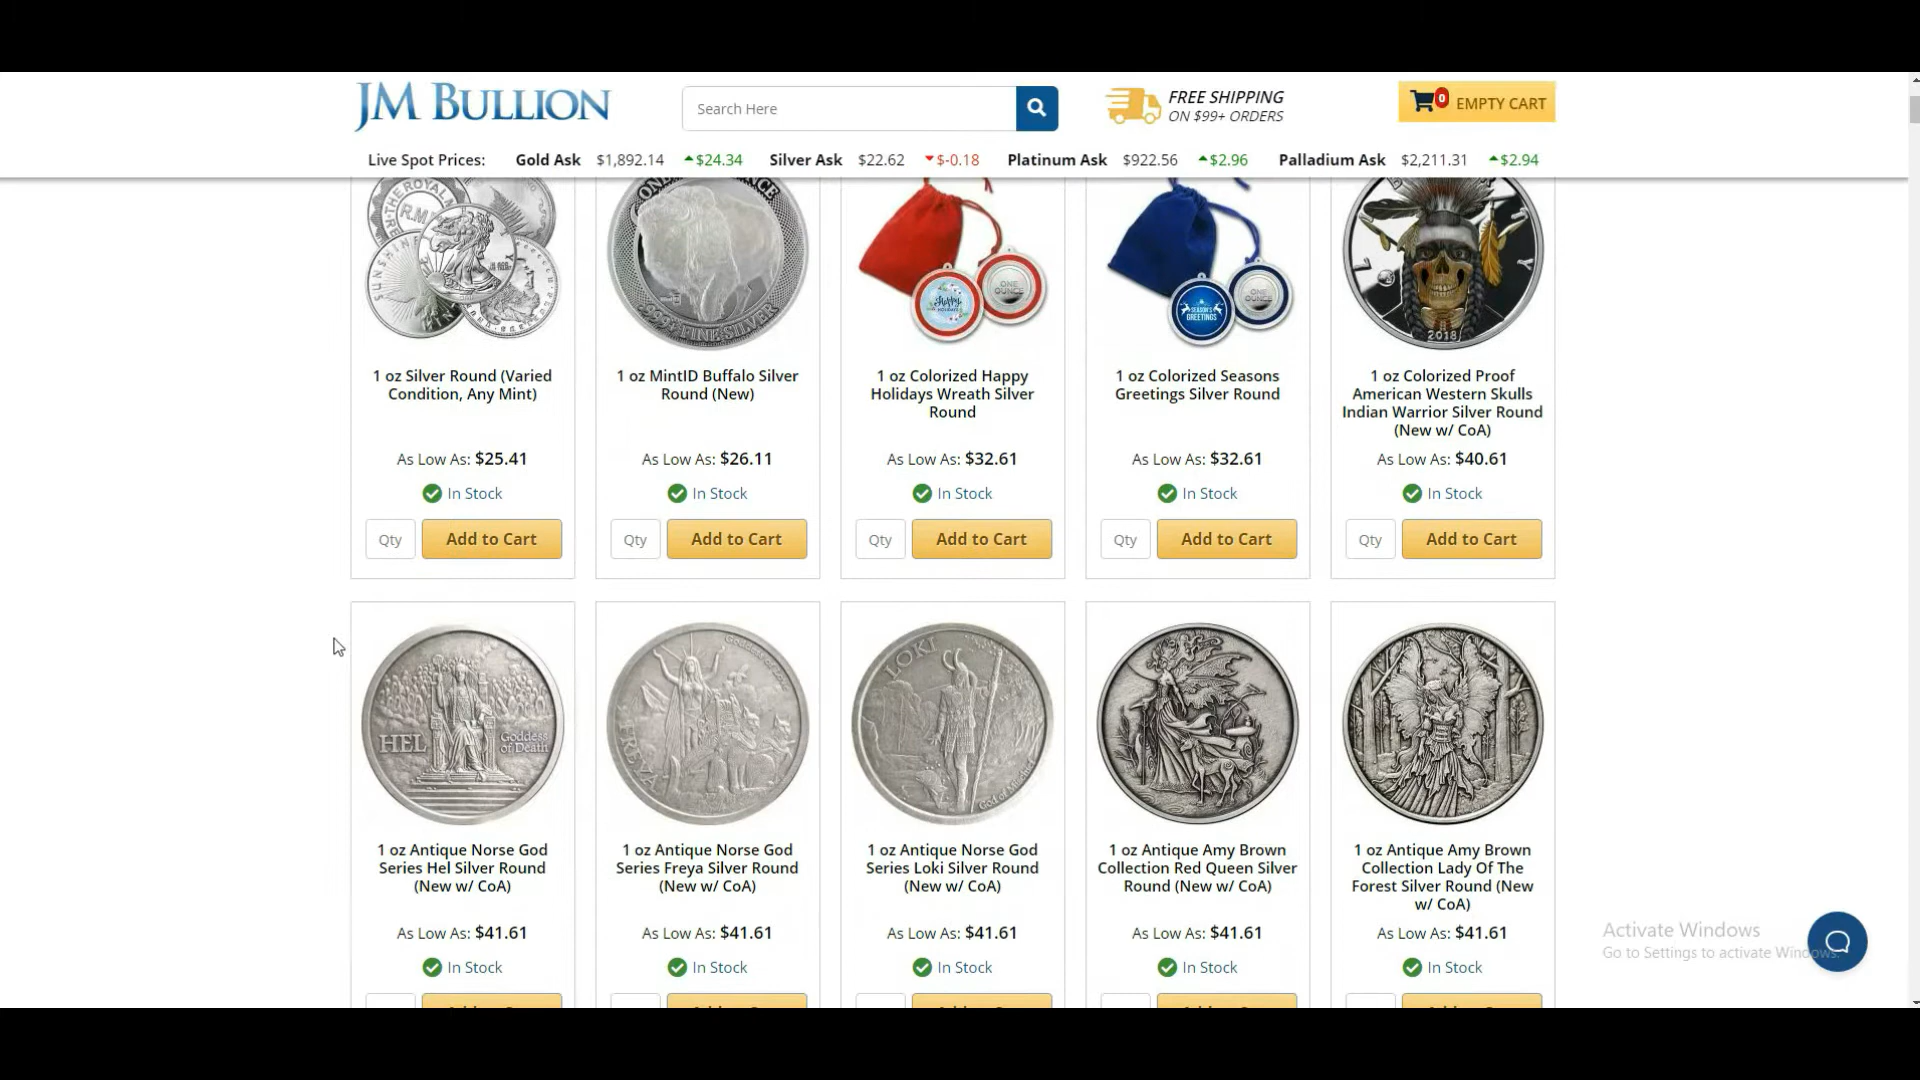 JM BULLION
Search Here
FREE SHIPPING
ON $99+ ORDERS
0 EMPTY CART
Live Spot Prices: Gold Ask $1,892.14 $24.34 Silver Ask $22.62 $-0.18 Platinum Ask $922.56 $2.96 Palladium Ask $2,211.31 $2.94
ONE OUNCE
SEASON'S
GREETINGS
2018
1 oz Silver Round (Varied
Condition, Any Mint)
As Low As: $25.41
In Stock
Qty Add to Cart
1 oz MintID Buffalo Silver
Round (New)
As Low As: $26.11
In Stock
Qty Add to Cart
1 oz Colorized Happy
Holidays Wreath Silver
Round
As Low As: $32.61
In Stock
Qty Add to Cart
1 oz Colorized Seasons
Greetings Silver Round
As Low As: $32.61
In Stock
Qty Add to Cart
1 oz Colorized Proof
American Western Skulls
Indian Warrior Silver Round
(New w/ CoA)
As Low As: $40.61
In Stock
Qty Add to Cart
HEL
Goddess
of Death
1 oz Antique Norse God
Series Hel Silver Round
(New w/ CoA)
As Low As: $41.61
In Stock
FREYA
1 oz Antique Norse God
Series Freya Silver Round
(New w/ CoA)
As Low As: $41.61
In Stock
LOKI
God of Mischief
1 oz Antique Norse God
Series Loki Silver Round
(New w/ CoA)
As Low As: $41.61
In Stock
1 oz Antique Amy Brown
Collection Red Queen Silver
Round (New w/ CoA)
As Low As: $41.61
In Stock
1 oz Antique Amy Brown
Collection Lady Of The
Forest Silver Round (New
w/ CoA)
As Low As: $41.61
In Stock
Activate Windows
Go to Settings to activate Windows.